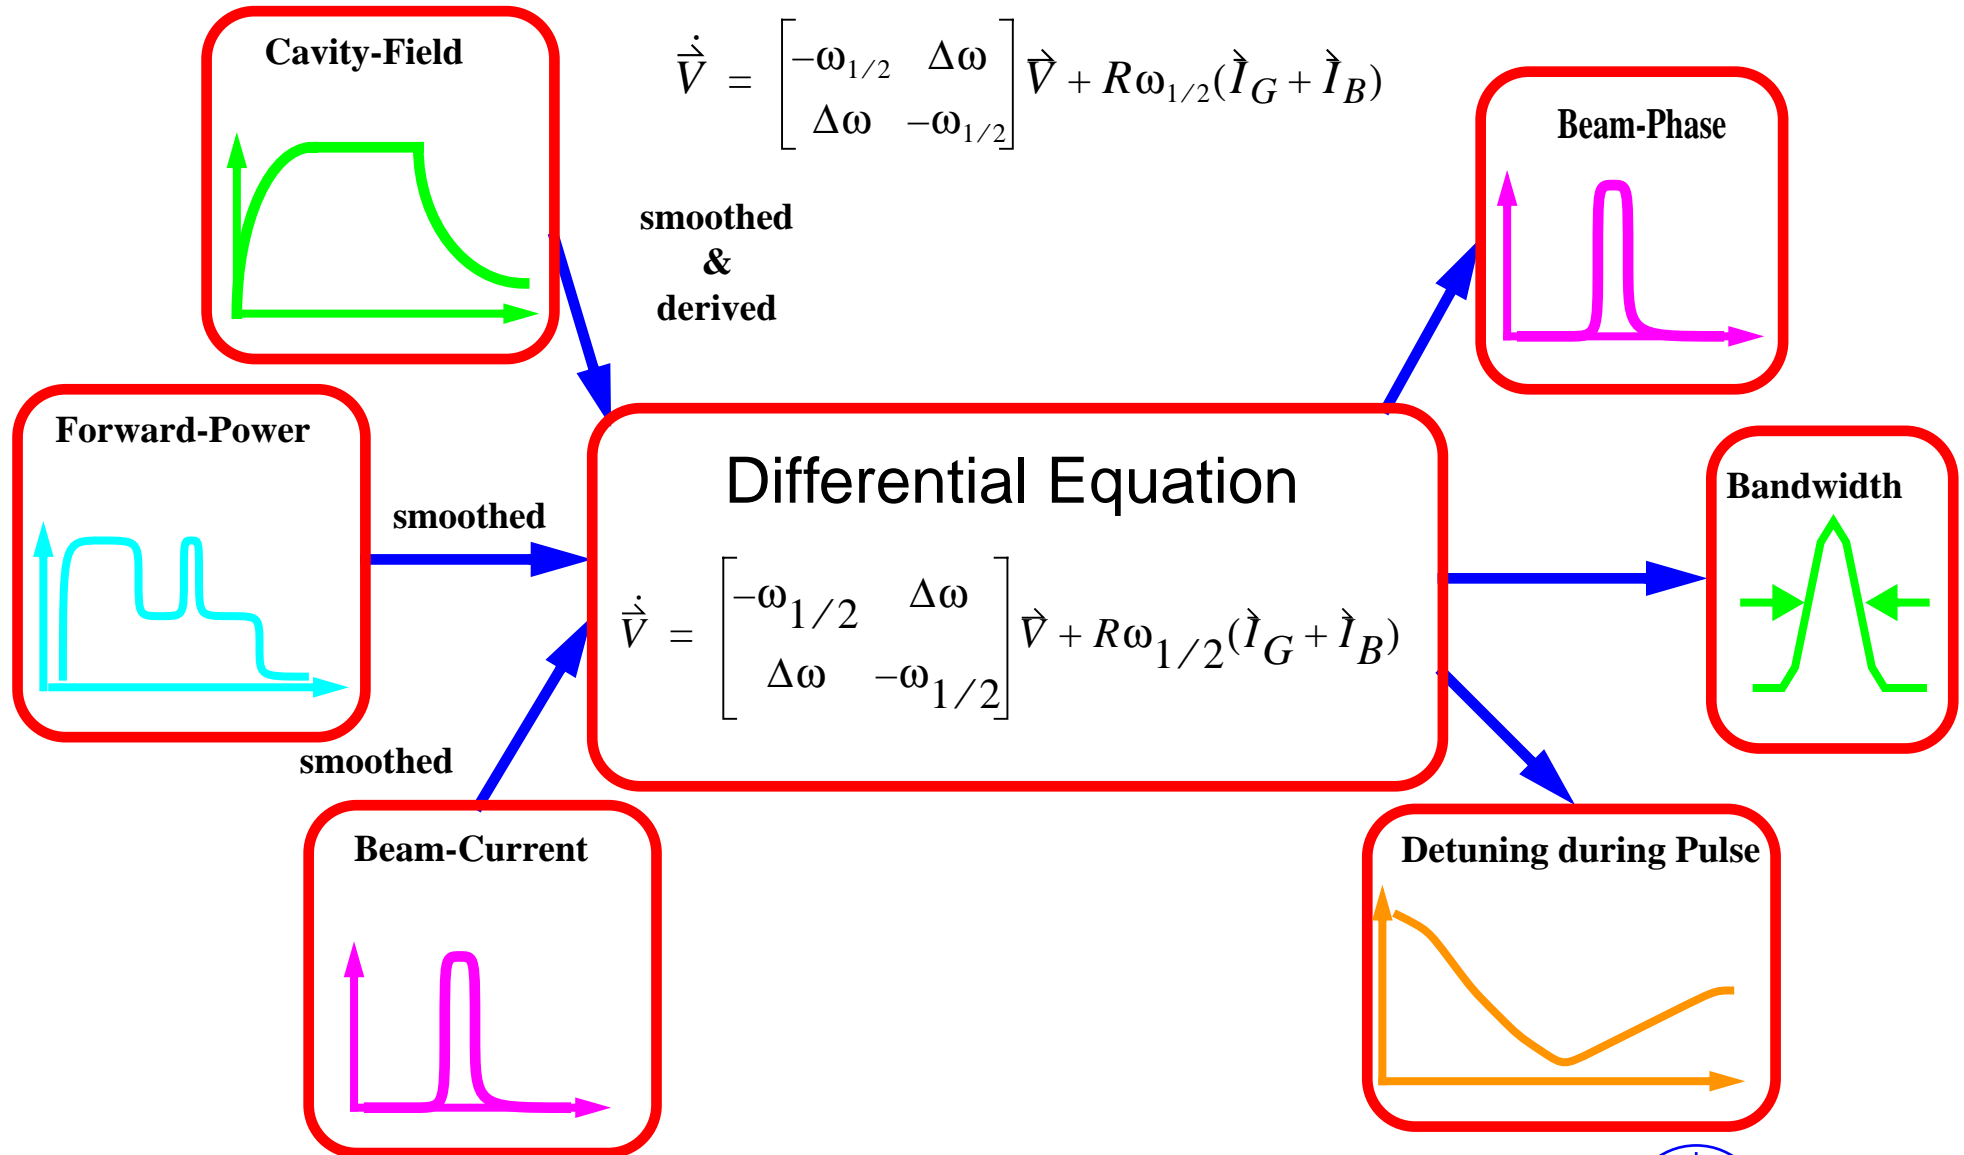 Cavity-Field
V̇⃗ = [−ω1/2 Δω
Δω −ω1/2] V⃗ + Rω1/2(I⃗G + I⃗B)
Beam-Phase
smoothed
&
derived
Forward-Power
smoothed
Differential Equation
V̇⃗ = [−ω1/2 Δω
Δω −ω1/2] V⃗ + Rω1/2(I⃗G + I⃗B)
Bandwidth
smoothed
Beam-Current
Detuning during Pulse